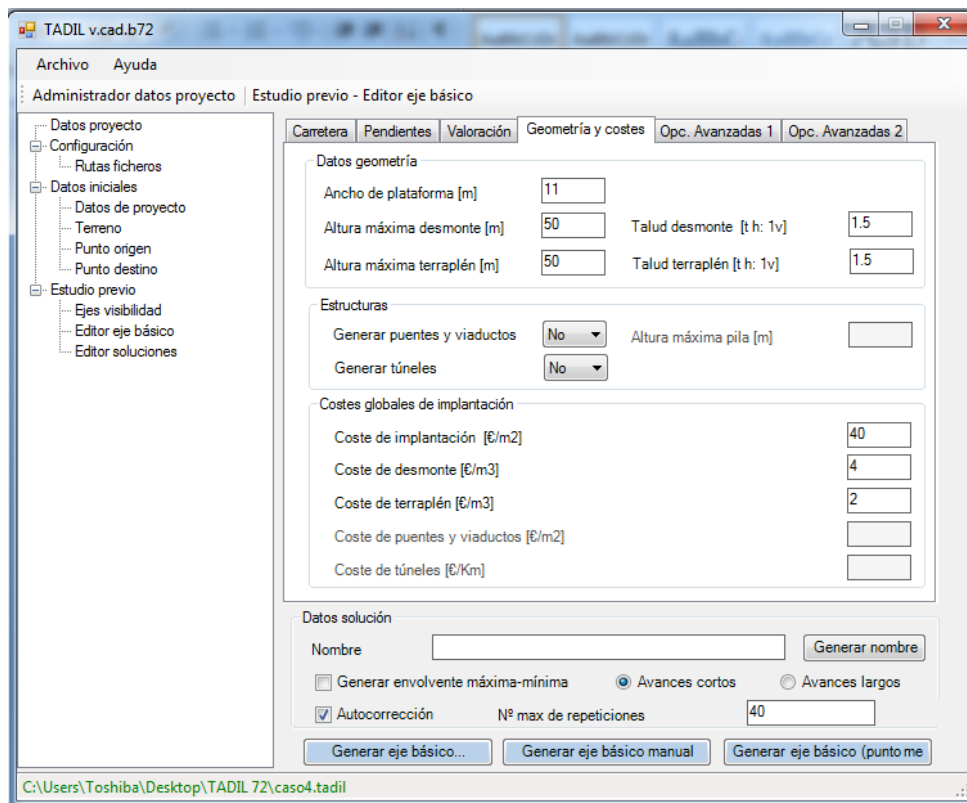 TADIL v.cad.b72
Archivo Ayuda
Administrador datos proyecto Estudio previo - Editor eje básico
Datos proyecto
Configuración
Rutas ficheros
Datos iniciales
Datos de proyecto
Terreno
Punto origen
Punto destino
Estudio previo
Ejes visibilidad
Editor eje básico
Editor soluciones
Carretera Pendientes Valoración Geometría y costes Opc. Avanzadas 1 Opc. Avanzadas 2
Datos geometría
Ancho de plataforma [m] 11
Altura máxima desmonte [m] 50 Talud desmonte [t h: 1v] 1.5
Altura máxima terraplén [m] 50 Talud terraplén [t h: 1v] 1.5
Estructuras
Generar puentes y viaductos No Altura máxima pila [m]
Generar túneles No
Costes globales de implantación
Coste de implantación [€/m2] 40
Coste de desmonte [€/m3] 4
Coste de terraplén [€/m3] 2
Coste de puentes y viaductos [€/m2]
Coste de túneles [€/Km]
Datos solución
Nombre Generar nombre
Generar envolvente máxima-mínima Avances cortos Avances largos
Autocorrección Nº max de repeticiones 40
Generar eje básico... Generar eje básico manual Generar eje básico (punto me
C:\Users\Toshiba\Desktop\TADIL 72\caso4.tadil